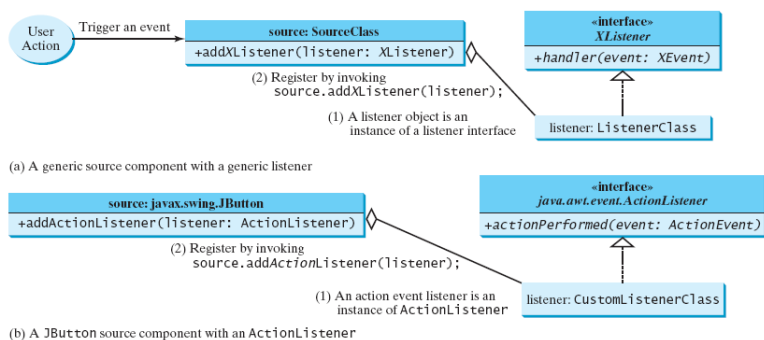 User
Action
Trigger an event
source: SourceClass
+addXListener(listener: XListener)
«interface»
XListener
+handler(event: XEvent)
(2) Register by invoking
source.addXListener(listener);
(1) A listener object is an
instance of a listener interface
listener: ListenerClass
(a) A generic source component with a generic listener
source: javax.swing.JButton
+addActionListener(listener: ActionListener)
«interface»
java.awt.event.ActionListener
+actionPerformed(event: ActionEvent)
(2) Register by invoking
source.addActionListener(listener);
(1) An action event listener is an
instance of ActionListener
listener: CustomListenerClass
(b) A JButton source component with an ActionListener